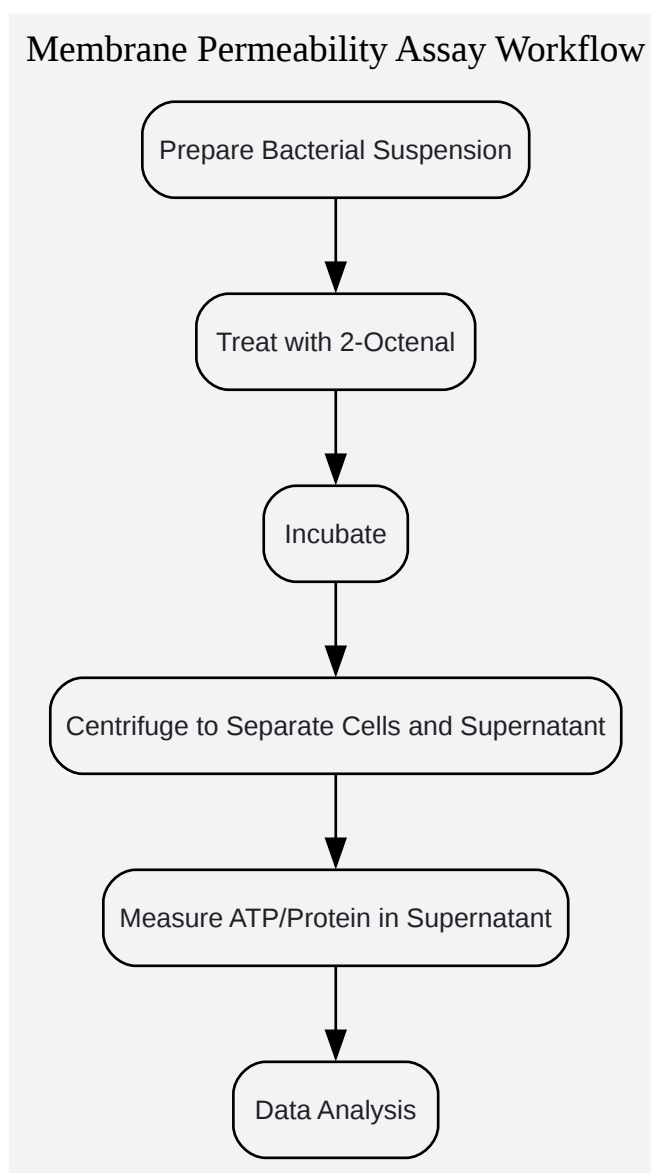 Membrane Permeability Assay Workflow
Prepare Bacterial Suspension
Treat with 2-Octenal
Incubate
Centrifuge to Separate Cells and Supernatant
Measure ATP/Protein in Supernatant
Data Analysis